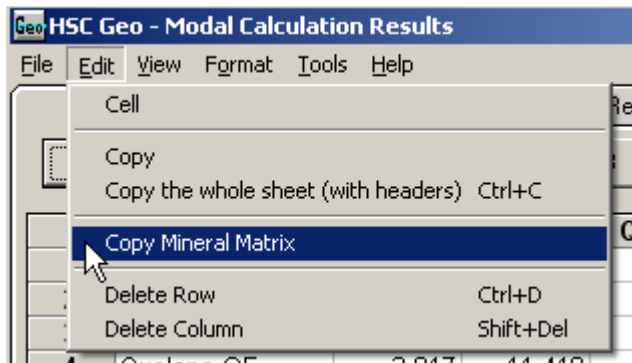 Geo HSC Geo - Modal Calculation Results
File Edit View Format Tools Help
Cell
Copy
Copy the whole sheet (with headers) Ctrl+C
Copy Mineral Matrix
Delete Row Ctrl+D
Delete Column Shift+Del